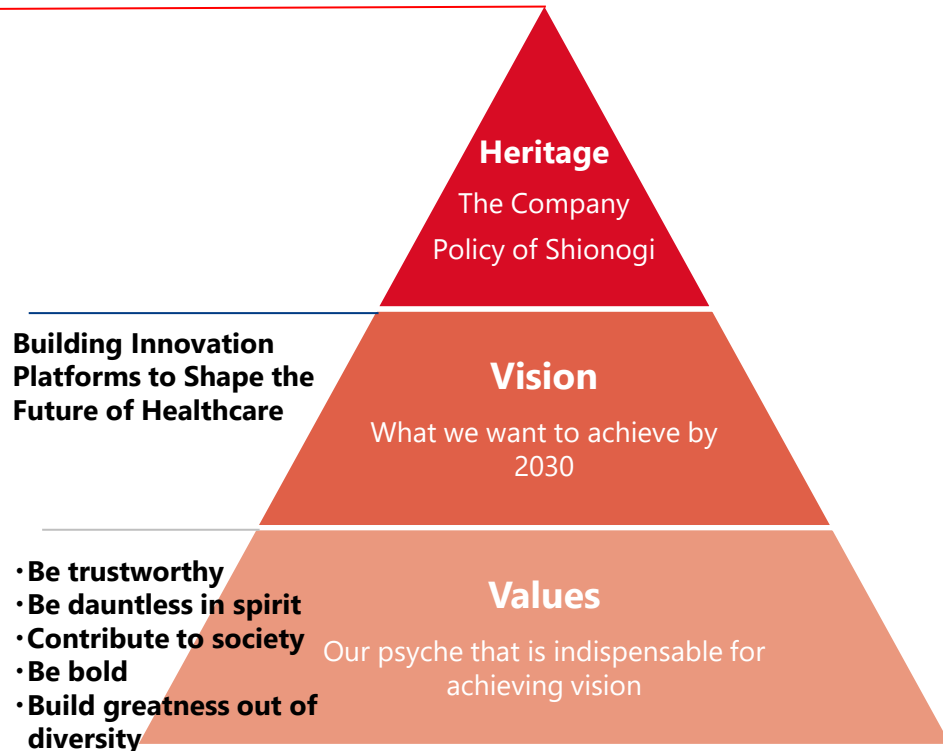 Heritage
The Company
Policy of Shionogi
Building Innovation
Platforms to Shape the
Future of Healthcare
Vision
What we want to achieve by
2030
・Be trustworthy
・Be dauntless in spirit
・Contribute to society
・Be bold
・Build greatness out of
diversity
Values
Our psyche that is indispensable for
achieving vision